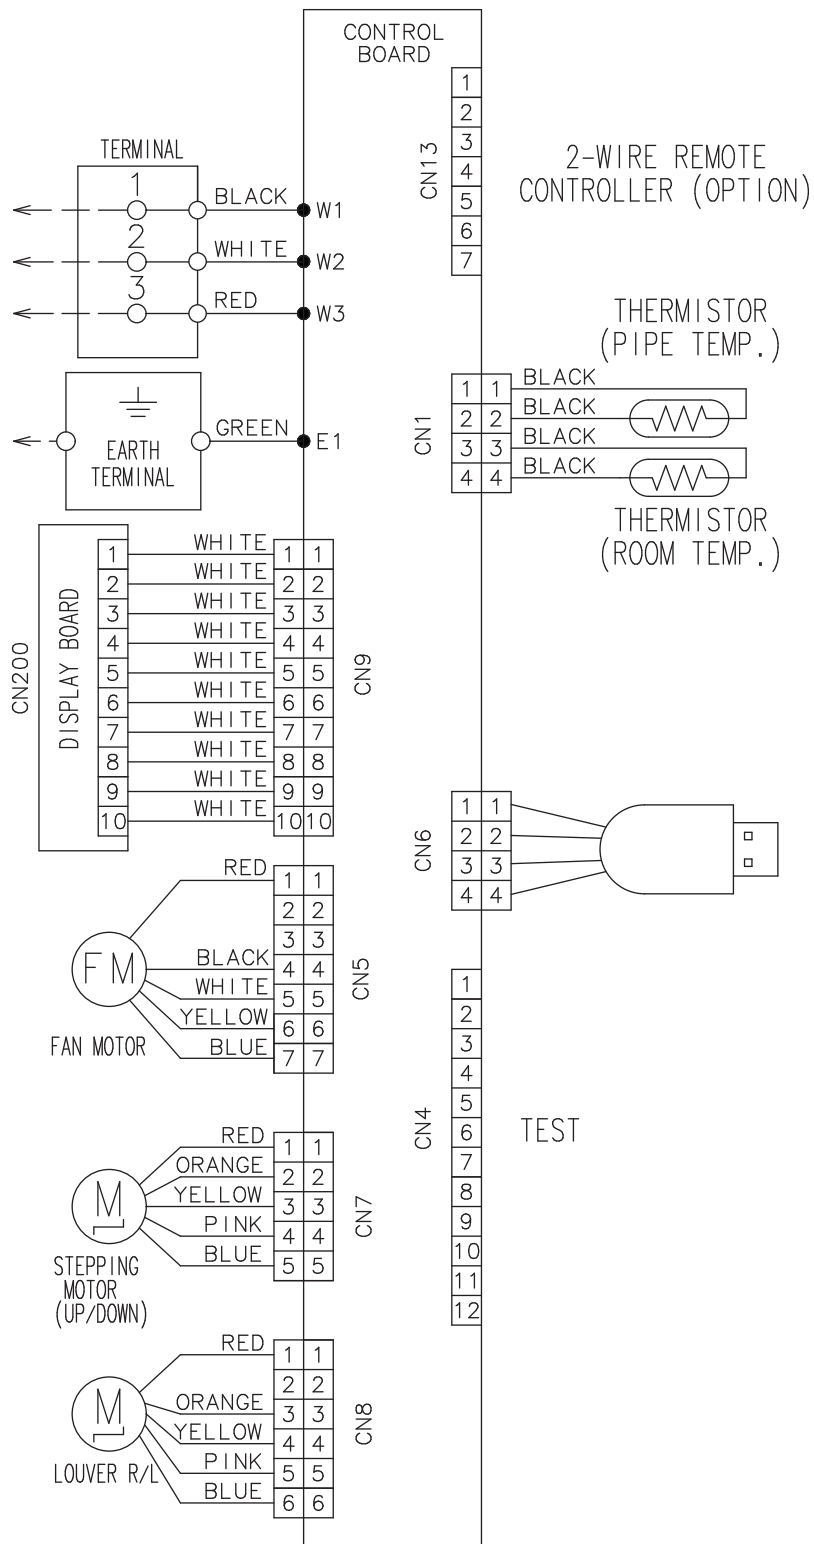 CONTROL
BOARD
1
2
3
4
5
6
7
CN13
2-WIRE REMOTE
CONTROLLER (OPTION)
TERMINAL
1
BLACK
W1
2
WHITE
W2
3
RED
W3
THERMISTOR
(PIPE TEMP.)
CN1
1 1 BLACK
2 2 BLACK
3 3 BLACK
4 4 BLACK
THERMISTOR
(ROOM TEMP.)
GREEN
E1
EARTH
TERMINAL
CN200
DISPLAY BOARD
1 WHITE 1 1
2 WHITE 2 2
3 WHITE 3 3
4 WHITE 4 4
5 WHITE 5 5
6 WHITE 6 6
7 WHITE 7 7
8 WHITE 8 8
9 WHITE 9 9
10 WHITE 10 10
CN9
CN6
1 1
2 2
3 3
4 4
RED 1 1
2 2
3 3
BLACK 4 4
WHITE 5 5
YELLOW 6 6
BLUE 7 7
CN5
FM
FAN MOTOR
CN4
1
2
3
4
5
6
7
8
9
10
11
12
TEST
RED 1 1
ORANGE 2 2
YELLOW 3 3
PINK 4 4
BLUE 5 5
CN7
M
STEPPING
MOTOR
(UP/DOWN)
RED 1 1
2 2
ORANGE 3 3
YELLOW 4 4
PINK 5 5
BLUE 6 6
CN8
M
LOUVER R/L